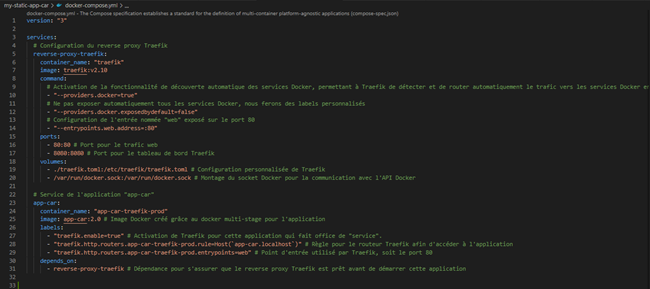 my-static-app-car > docker-compose.yml > ...
docker-compose.yml - The Compose specification establishes a standard for the definition of multi-container platform-agnostic applications (compose-spec.json)
1 version: "3"
2
3 services:
4 # Configuration du reverse proxy Traefik
5 reverse-proxy-traefik:
6 container_name: "traefik"
7 image: traefik:v2.10
8 command:
9 # Activation de la fonctionnalité de découverte automatique des services Docker, permettant à Traefik de détecter et de router automatiquement le trafic vers les services Docker e
10 - "--providers.docker=true"
11 # Ne pas exposer automatiquement tous les services Docker, nous ferons des labels personnalisés
12 - "--providers.docker.exposedbydefault=false"
13 # Configuration de l'entrée nommée "web" exposé sur le port 80
14 - "--entrypoints.web.address=:80"
15 ports:
16 - 80:80 # Port pour le trafic web
17 - 8080:8080 # Port pour le tableau de bord Traefik
18 volumes:
19 - ./traefik.toml:/etc/traefik/traefik.toml # Configuration personnalisée de Traefik
20 - /var/run/docker.sock:/var/run/docker.sock # Montage du socket Docker pour la communication avec l'API Docker
21
22 # Service de l'application "app-car"
23 app-car:
24 container_name: "app-car-traefik-prod"
25 image: app-car:2.0 # Image Docker créé grâce au docker multi-stage pour l'application
26 labels:
27 - "traefik.enable=true" # Activation de Traefik pour cette application qui fait office de "service".
28 - "traefik.http.routers.app-car-traefik-prod.rule=Host(`app-car.localhost`)" # Règle pour le routeur Traefik afin d'accéder à l'application
29 - "traefik.http.routers.app-car-traefik-prod.entrypoints=web" # Point d'entrée utilisé par Traefik, soit le port 80
30 depends_on:
31 - reverse-proxy-traefik # Dépendance pour s'assurer que le reverse proxy Traefik est prêt avant de démarrer cette application
32
33